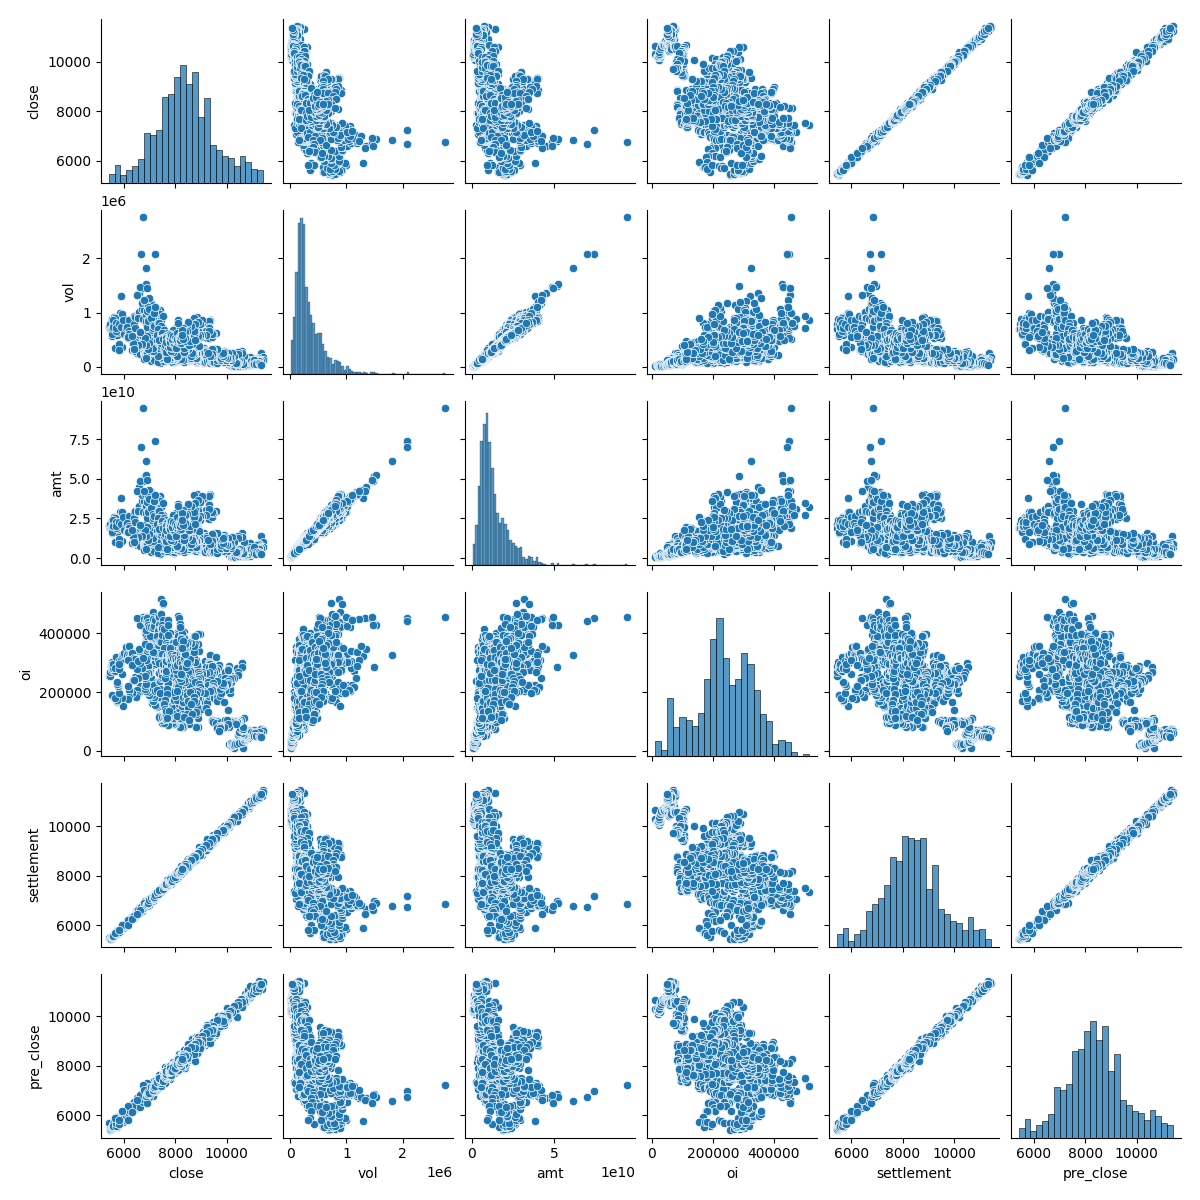 10000
8000
6000
close
1e6
2
1
0
vol
1e10
7.5
5.0
2.5
0.0
amt
400000
200000
0
oi
10000
8000
6000
settlement
10000
8000
6000
pre_close
6000 8000 10000 0 1 2 0 5 0 200000 400000 6000 8000 10000 6000 8000 10000
1e6 1e10
close vol amt oi settlement pre_close